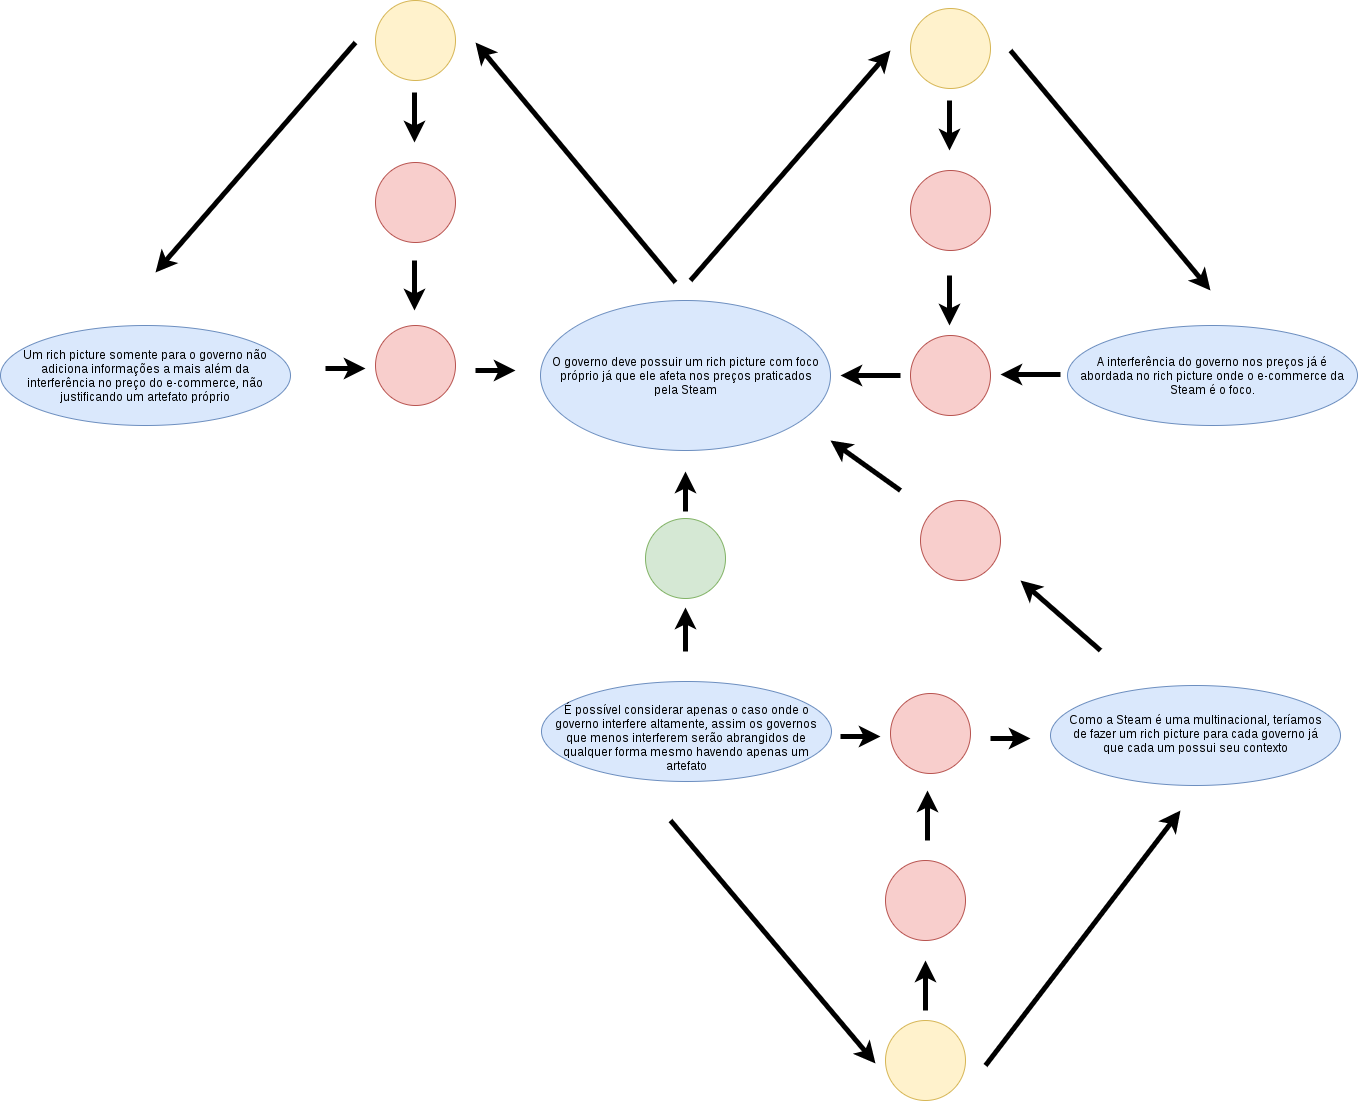 Um rich picture somente para o governo não
adiciona informações a mais além da
interferência no preço do e-commerce, não
justificando um artefato próprio
O governo deve possuir um rich picture com foco
próprio já que ele afeta nos preços praticados
pela Steam
A interferência do governo nos preços já é
abordada no rich picture onde o e-commerce da
Steam é o foco.
É possível considerar apenas o caso onde o
governo interfere altamente, assim os governos
que menos interferem serão abrangidos de
qualquer forma mesmo havendo apenas um
artefato
Como a Steam é uma multinacional, teríamos
de fazer um rich picture para cada governo já
que cada um possui seu contexto